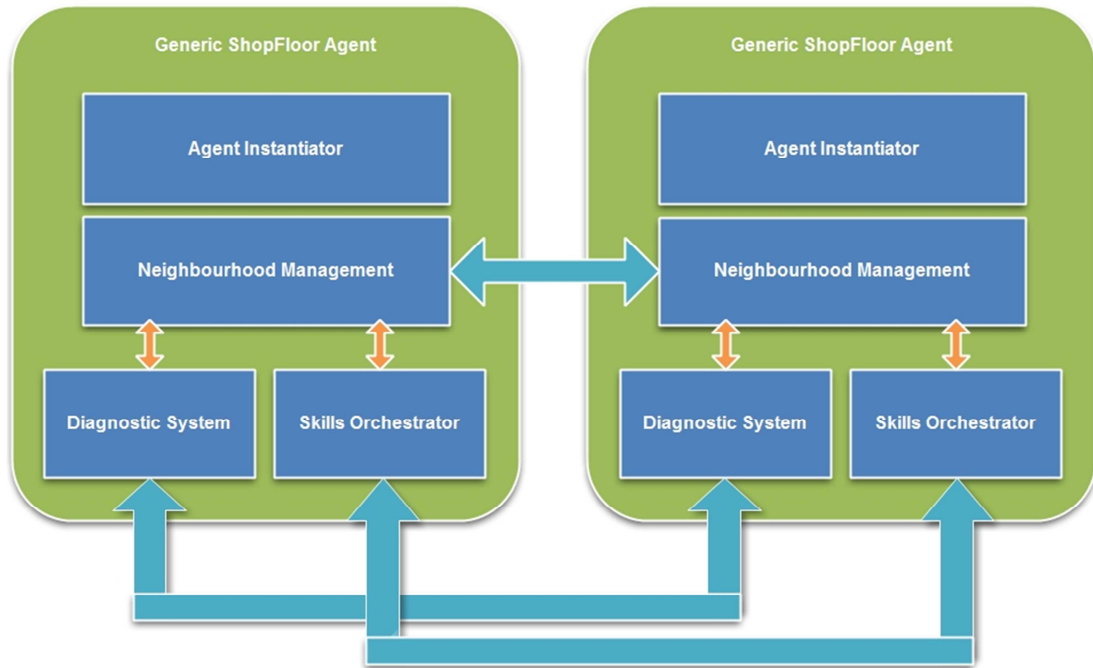 Generic ShopFloor Agent
Agent Instantiator
Neighbourhood Management
Diagnostic System
Skills Orchestrator
Generic ShopFloor Agent
Agent Instantiator
Neighbourhood Management
Diagnostic System
Skills Orchestrator